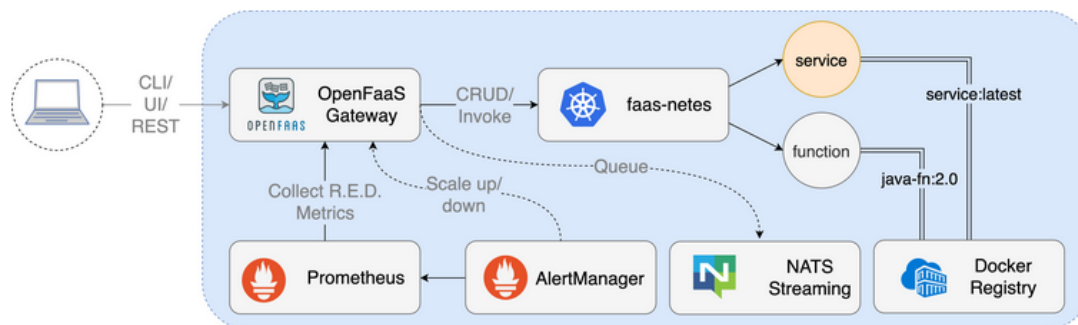 CLI/
UI/
REST
OPENFAAS
OpenFaaS
Gateway
CRUD/
Invoke
faas-netes
service
service:latest
function
java-fn:2.0
Queue
Collect R.E.D.
Metrics
Scale up/
down
Prometheus
AlertManager
N
NATS
Streaming
Docker
Registry